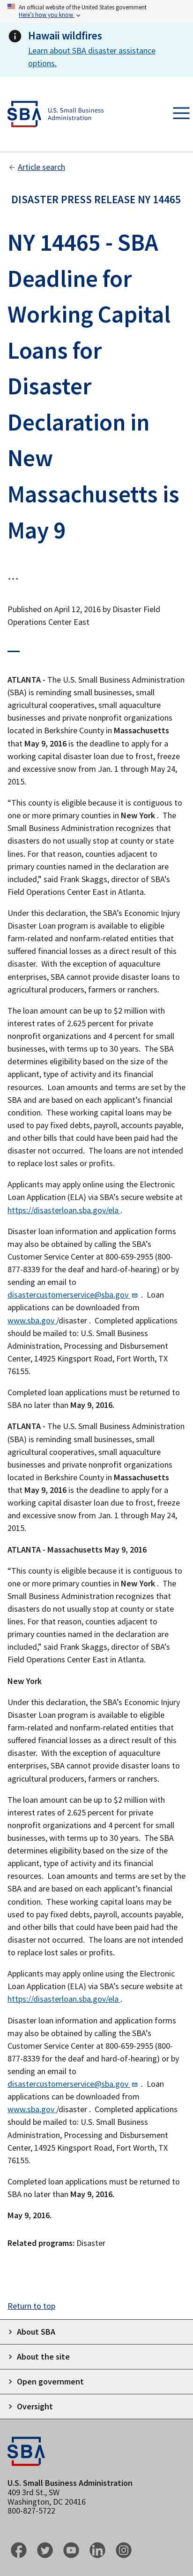 An official website of the United States government
Here's how you know
Hawaii wildfires
Learn about SBA disaster assistance
options.
SBA
U.S. Small Business
Administration
Article search
DISASTER PRESS RELEASE NY 14465
NY 14465 - SBA
Deadline for
Working Capital
Loans for
Disaster
Declaration in
New
Massachusetts is
May 9
...
Published on April 12, 2016 by Disaster Field
Operations Center East
ATLANTA - The U.S. Small Business Administration
(SBA) is reminding small businesses, small
agricultural cooperatives, small aquaculture
businesses and private nonprofit organizations
located in Berkshire County in Massachusetts
that May 9, 2016 is the deadline to apply for a
working capital disaster loan due to frost, freeze
and excessive snow from Jan. 1 through May 24,
2015.
“This county is eligible because it is contiguous to
one or more primary counties in New York . The
Small Business Administration recognizes that
disasters do not usually stop at county or state
lines. For that reason, counties adjacent to
primary counties named in the declaration are
included,” said Frank Skaggs, director of SBA’s
Field Operations Center East in Atlanta.
Under this declaration, the SBA’s Economic Injury
Disaster Loan program is available to eligible
farm-related and nonfarm-related entities that
suffered financial losses as a direct result of this
disaster. With the exception of aquaculture
enterprises, SBA cannot provide disaster loans to
agricultural producers, farmers or ranchers.
The loan amount can be up to $2 million with
interest rates of 2.625 percent for private
nonprofit organizations and 4 percent for small
businesses, with terms up to 30 years. The SBA
determines eligibility based on the size of the
applicant, type of activity and its financial
resources. Loan amounts and terms are set by the
SBA and are based on each applicant’s financial
condition. These working capital loans may be
used to pay fixed debts, payroll, accounts payable,
and other bills that could have been paid had the
disaster not occurred. The loans are not intended
to replace lost sales or profits.
Applicants may apply online using the Electronic
Loan Application (ELA) via SBA’s secure website at
https://disasterloan.sba.gov/ela .
Disaster loan information and application forms
may also be obtained by calling the SBA’s
Customer Service Center at 800-659-2955 (800-
877-8339 for the deaf and hard-of-hearing) or by
sending an email to
disastercustomerservice@sba.gov . Loan
applications can be downloaded from
www.sba.gov /disaster . Completed applications
should be mailed to: U.S. Small Business
Administration, Processing and Disbursement
Center, 14925 Kingsport Road, Fort Worth, TX
76155.
Completed loan applications must be returned to
SBA no later than May 9, 2016.
ATLANTA - The U.S. Small Business Administration
(SBA) is reminding small businesses, small
agricultural cooperatives, small aquaculture
businesses and private nonprofit organizations
located in Berkshire County in Massachusetts
that May 9, 2016 is the deadline to apply for a
working capital disaster loan due to frost, freeze
and excessive snow from Jan. 1 through May 24,
2015.
ATLANTA - Massachusetts May 9, 2016
“This county is eligible because it is contiguous to
one or more primary counties in New York . The
Small Business Administration recognizes that
disasters do not usually stop at county or state
lines. For that reason, counties adjacent to
primary counties named in the declaration are
included,” said Frank Skaggs, director of SBA’s
Field Operations Center East in Atlanta.
New York
Under this declaration, the SBA’s Economic Injury
Disaster Loan program is available to eligible
farm-related and nonfarm-related entities that
suffered financial losses as a direct result of this
disaster. With the exception of aquaculture
enterprises, SBA cannot provide disaster loans to
agricultural producers, farmers or ranchers.
The loan amount can be up to $2 million with
interest rates of 2.625 percent for private
nonprofit organizations and 4 percent for small
businesses, with terms up to 30 years. The SBA
determines eligibility based on the size of the
applicant, type of activity and its financial
resources. Loan amounts and terms are set by the
SBA and are based on each applicant’s financial
condition. These working capital loans may be
used to pay fixed debts, payroll, accounts payable,
and other bills that could have been paid had the
disaster not occurred. The loans are not intended
to replace lost sales or profits.
Applicants may apply online using the Electronic
Loan Application (ELA) via SBA’s secure website at
https://disasterloan.sba.gov/ela .
Disaster loan information and application forms
may also be obtained by calling the SBA’s
Customer Service Center at 800-659-2955 (800-
877-8339 for the deaf and hard-of-hearing) or by
sending an email to
disastercustomerservice@sba.gov . Loan
applications can be downloaded from
www.sba.gov /disaster . Completed applications
should be mailed to: U.S. Small Business
Administration, Processing and Disbursement
Center, 14925 Kingsport Road, Fort Worth, TX
76155.
Completed loan applications must be returned to
SBA no later than May 9, 2016.
May 9, 2016.
Related programs: Disaster
Return to top
About SBA
About the site
Open government
Oversight
SBA
U.S. Small Business Administration
409 3rd St., SW
Washington, DC 20416
800-827-5722